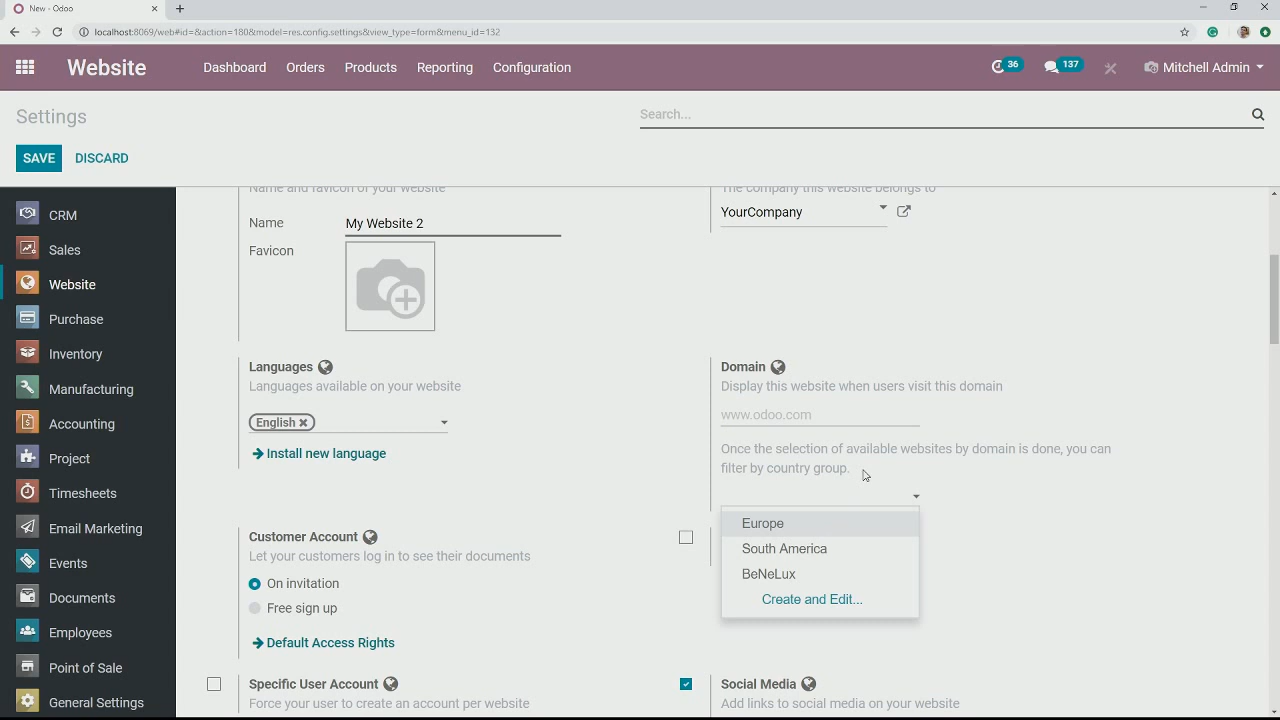 New - Odoo
localhost:8069/web#id=&action=180&model=res.config.settings&view_type=form&menu_id=132
Website
Dashboard Orders Products Reporting Configuration
36 137 Mitchell Admin
Settings
Search...
SAVE DISCARD
CRM
Sales
Website
Purchase
Inventory
Manufacturing
Accounting
Project
Timesheets
Email Marketing
Events
Documents
Employees
Point of Sale
General Settings
Name and favicon of your website
Name My Website 2
Favicon
The company this website belongs to
YourCompany
Languages
Languages available on your website
English
Install new language
Domain
Display this website when users visit this domain
www.odoo.com
Once the selection of available websites by domain is done, you can
filter by country group.
Europe
South America
BeNeLux
Create and Edit...
Customer Account
Let your customers log in to see their documents
On invitation
Free sign up
Default Access Rights
Specific User Account
Force your user to create an account per website
Social Media
Add links to social media on your website